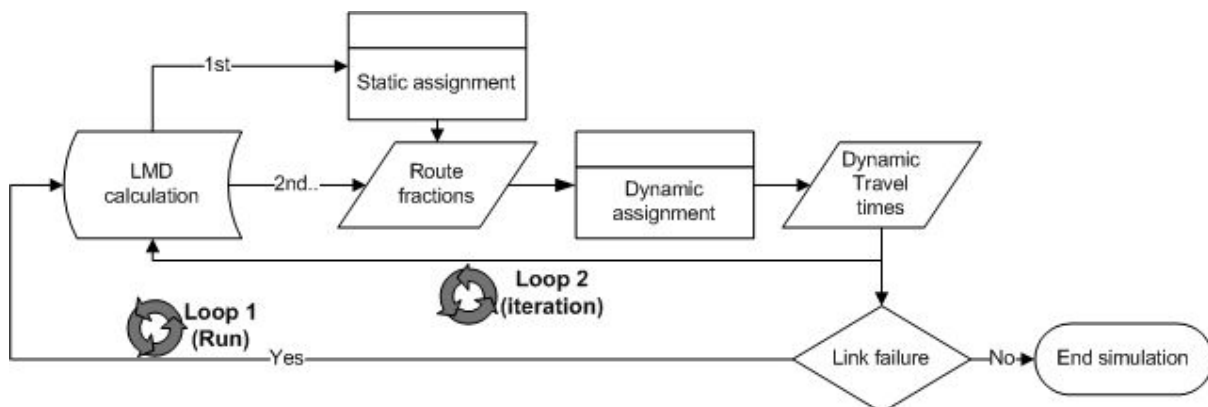 1st
Static assignment
LMD
calculation
2nd..
Route
fractions
Dynamic
assignment
Dynamic
Travel
times
Loop 2
(iteration)
Loop 1
(Run)
Yes
Link failure
No
End simulation